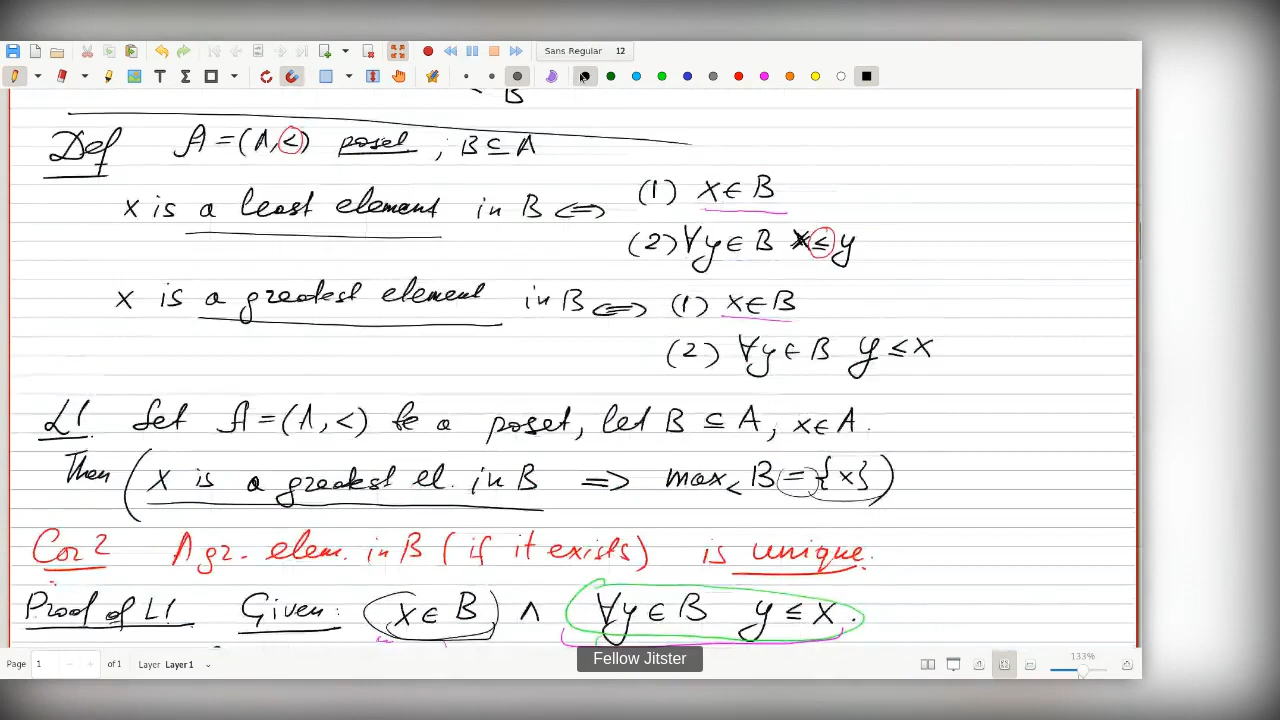 Sans Regular 12
B
Def 𝒜 = (A, <) poset ; B ⊆ A
x is a least element in B ⟺ (1) x ∈ B
(2) ∀y ∈ B x ≤ y
x is a greatest element in B ⟺ (1) x ∈ B
(2) ∀y ∈ B y ≤ x
L1 Let 𝒜 = (A, <) be a poset, let B ⊆ A, x ∈ A.
Then (x is a greatest el. in B ⟹ max< B = {x})
Cor 2 A gr. elem. in B (if it exists) is unique.
Proof of L1 Given: x ∈ B ∧ ∀y ∈ B y ≤ x.
Fellow Jitster
Page 1 of 1 Layer Layer 1 133%